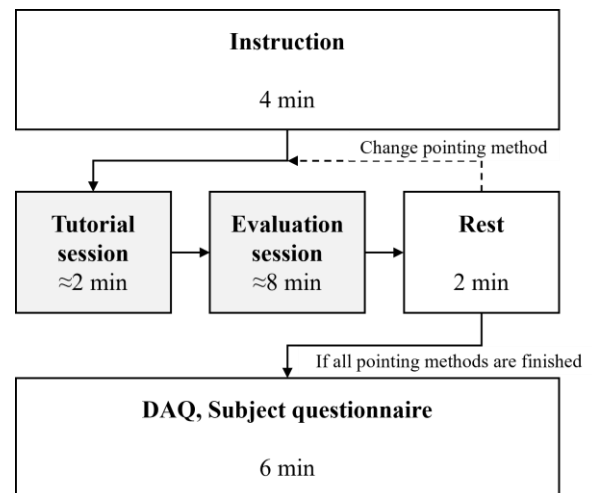 Instruction
4 min
Change pointing method
Tutorial
session
≈2 min
Evaluation
session
≈8 min
Rest
2 min
If all pointing methods are finished
DAQ, Subject questionnaire
6 min